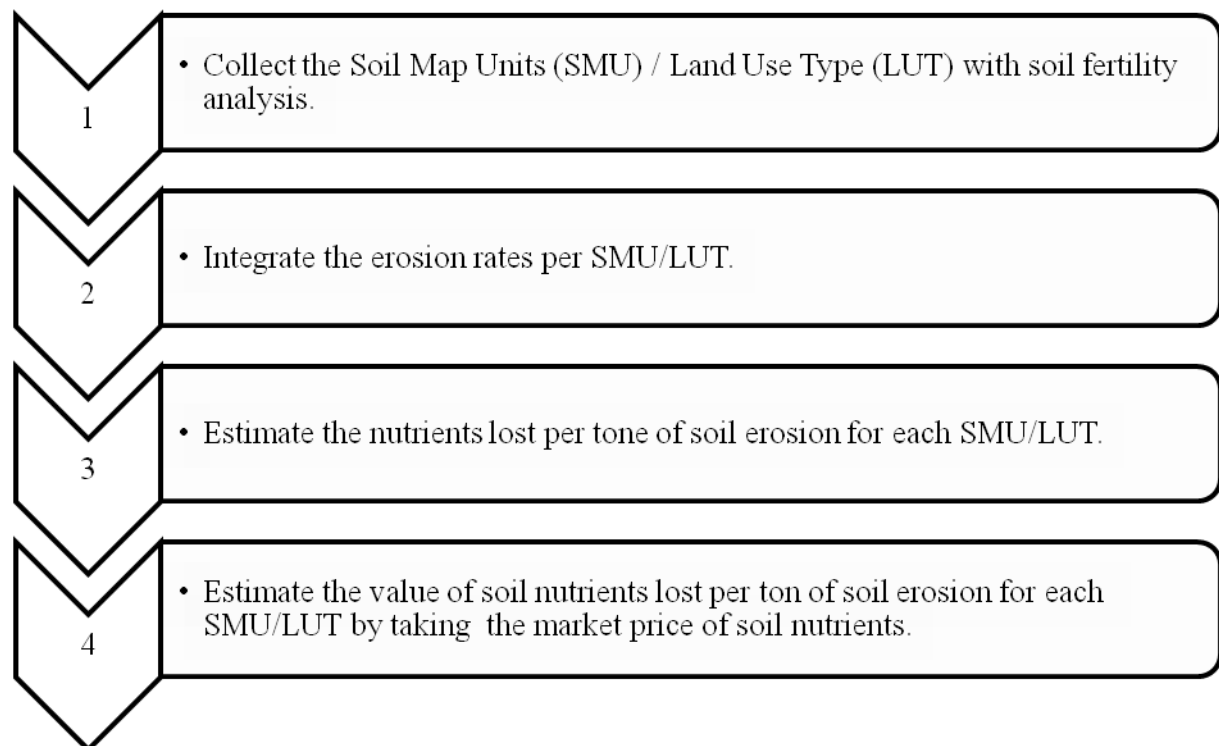 1
• Collect the Soil Map Units (SMU) / Land Use Type (LUT) with soil fertility
analysis.
2
• Integrate the erosion rates per SMU/LUT.
3
• Estimate the nutrients lost per tone of soil erosion for each SMU/LUT.
4
• Estimate the value of soil nutrients lost per ton of soil erosion for each
SMU/LUT by taking the market price of soil nutrients.